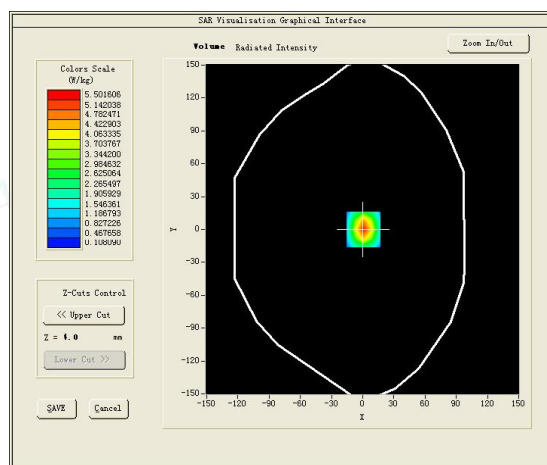 SAR Visualisation Graphical Interface
Volume Radiated Intensity
Zoom In/Out
Colors Scale
(W/kg)
5.501606
5.142038
4.782471
4.422903
4.063335
3.703767
3.344200
2.984632
2.625064
2.265497
1.905929
1.546361
1.186793
0.827226
0.467658
0.108090
Z-Cuts Control
<< Upper Cut
Z = 4.0 mm
Lower Cut >>
SAVE Cancel
150
120
90
60
30
0
-30
-60
-90
-120
-150
Y
-150 -120 -90 -60 -30 0 30 60 90 120 150
X